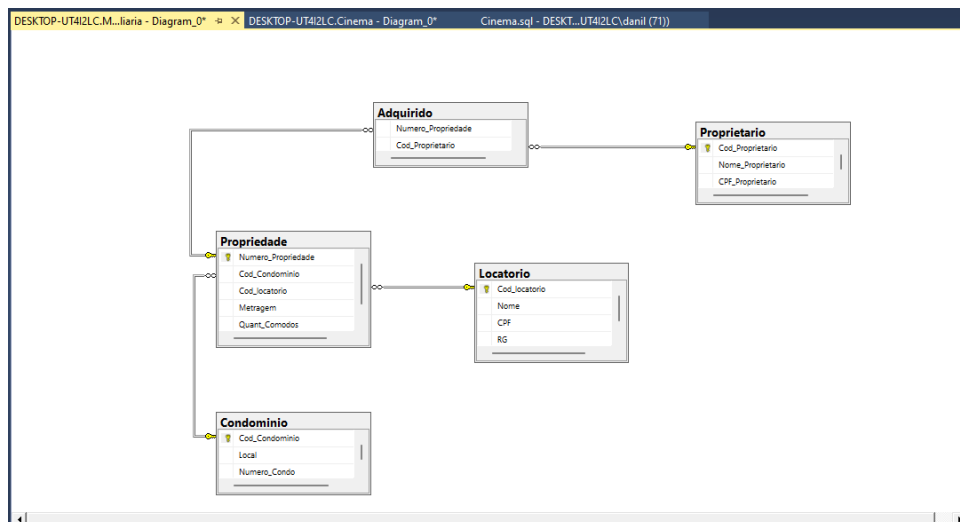 DESKTOP-UT4I2LC.M...liaria - Diagram_0*
DESKTOP-UT4I2LC.Cinema - Diagram_0*
Cinema.sql - DESKT...UT4I2LC\danil (71))
Adquirido
Numero_Propriedade
Cod_Proprietario
Proprietario
Cod_Proprietario
Nome_Proprietario
CPF_Proprietario
Propriedade
Numero_Propriedade
Cod_Condominio
Cod_locatorio
Metragem
Quant_Comodos
Locatorio
Cod_locatorio
Nome
CPF
RG
Condominio
Cod_Condominio
Local
Numero_Condo